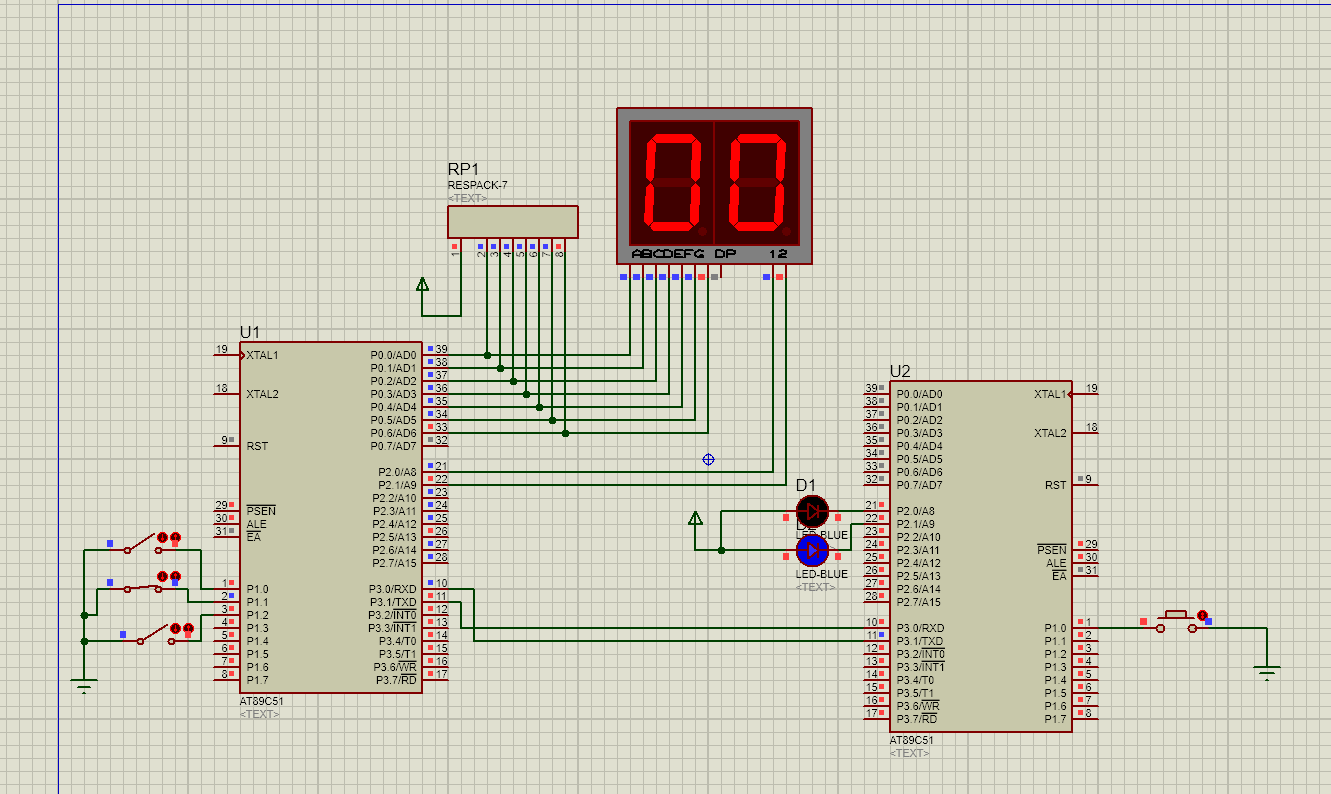 RP1
RESPACK-7
<TEXT>
1 2 3 4 5 6 7 8
00
ABCDEFG DP 12
U1
19 XTAL1
18 XTAL2
9 RST
29 PSEN
30 ALE
31 EA
1 P1.0
2 P1.1
3 P1.2
4 P1.3
5 P1.4
6 P1.5
7 P1.6
8 P1.7
P0.0/AD0 39
P0.1/AD1 38
P0.2/AD2 37
P0.3/AD3 36
P0.4/AD4 35
P0.5/AD5 34
P0.6/AD6 33
P0.7/AD7 32
P2.0/A8 21
P2.1/A9 22
P2.2/A10 23
P2.3/A11 24
P2.4/A12 25
P2.5/A13 26
P2.6/A14 27
P2.7/A15 28
P3.0/RXD 10
P3.1/TXD 11
P3.2/INT0 12
P3.3/INT1 13
P3.4/T0 14
P3.5/T1 15
P3.6/WR 16
P3.7/RD 17
AT89C51
<TEXT>
D1
LED-BLUE
LED-BLUE
<TEXT>
U2
39 P0.0/AD0
38 P0.1/AD1
37 P0.2/AD2
36 P0.3/AD3
35 P0.4/AD4
34 P0.5/AD5
33 P0.6/AD6
32 P0.7/AD7
21 P2.0/A8
22 P2.1/A9
23 P2.2/A10
24 P2.3/A11
25 P2.4/A12
26 P2.5/A13
27 P2.6/A14
28 P2.7/A15
10 P3.0/RXD
11 P3.1/TXD
12 P3.2/INT0
13 P3.3/INT1
14 P3.4/T0
15 P3.5/T1
16 P3.6/WR
17 P3.7/RD
XTAL1 19
XTAL2 18
RST 9
PSEN 29
ALE 30
EA 31
P1.0 1
P1.1 2
P1.2 3
P1.3 4
P1.4 5
P1.5 6
P1.6 7
P1.7 8
AT89C51
<TEXT>